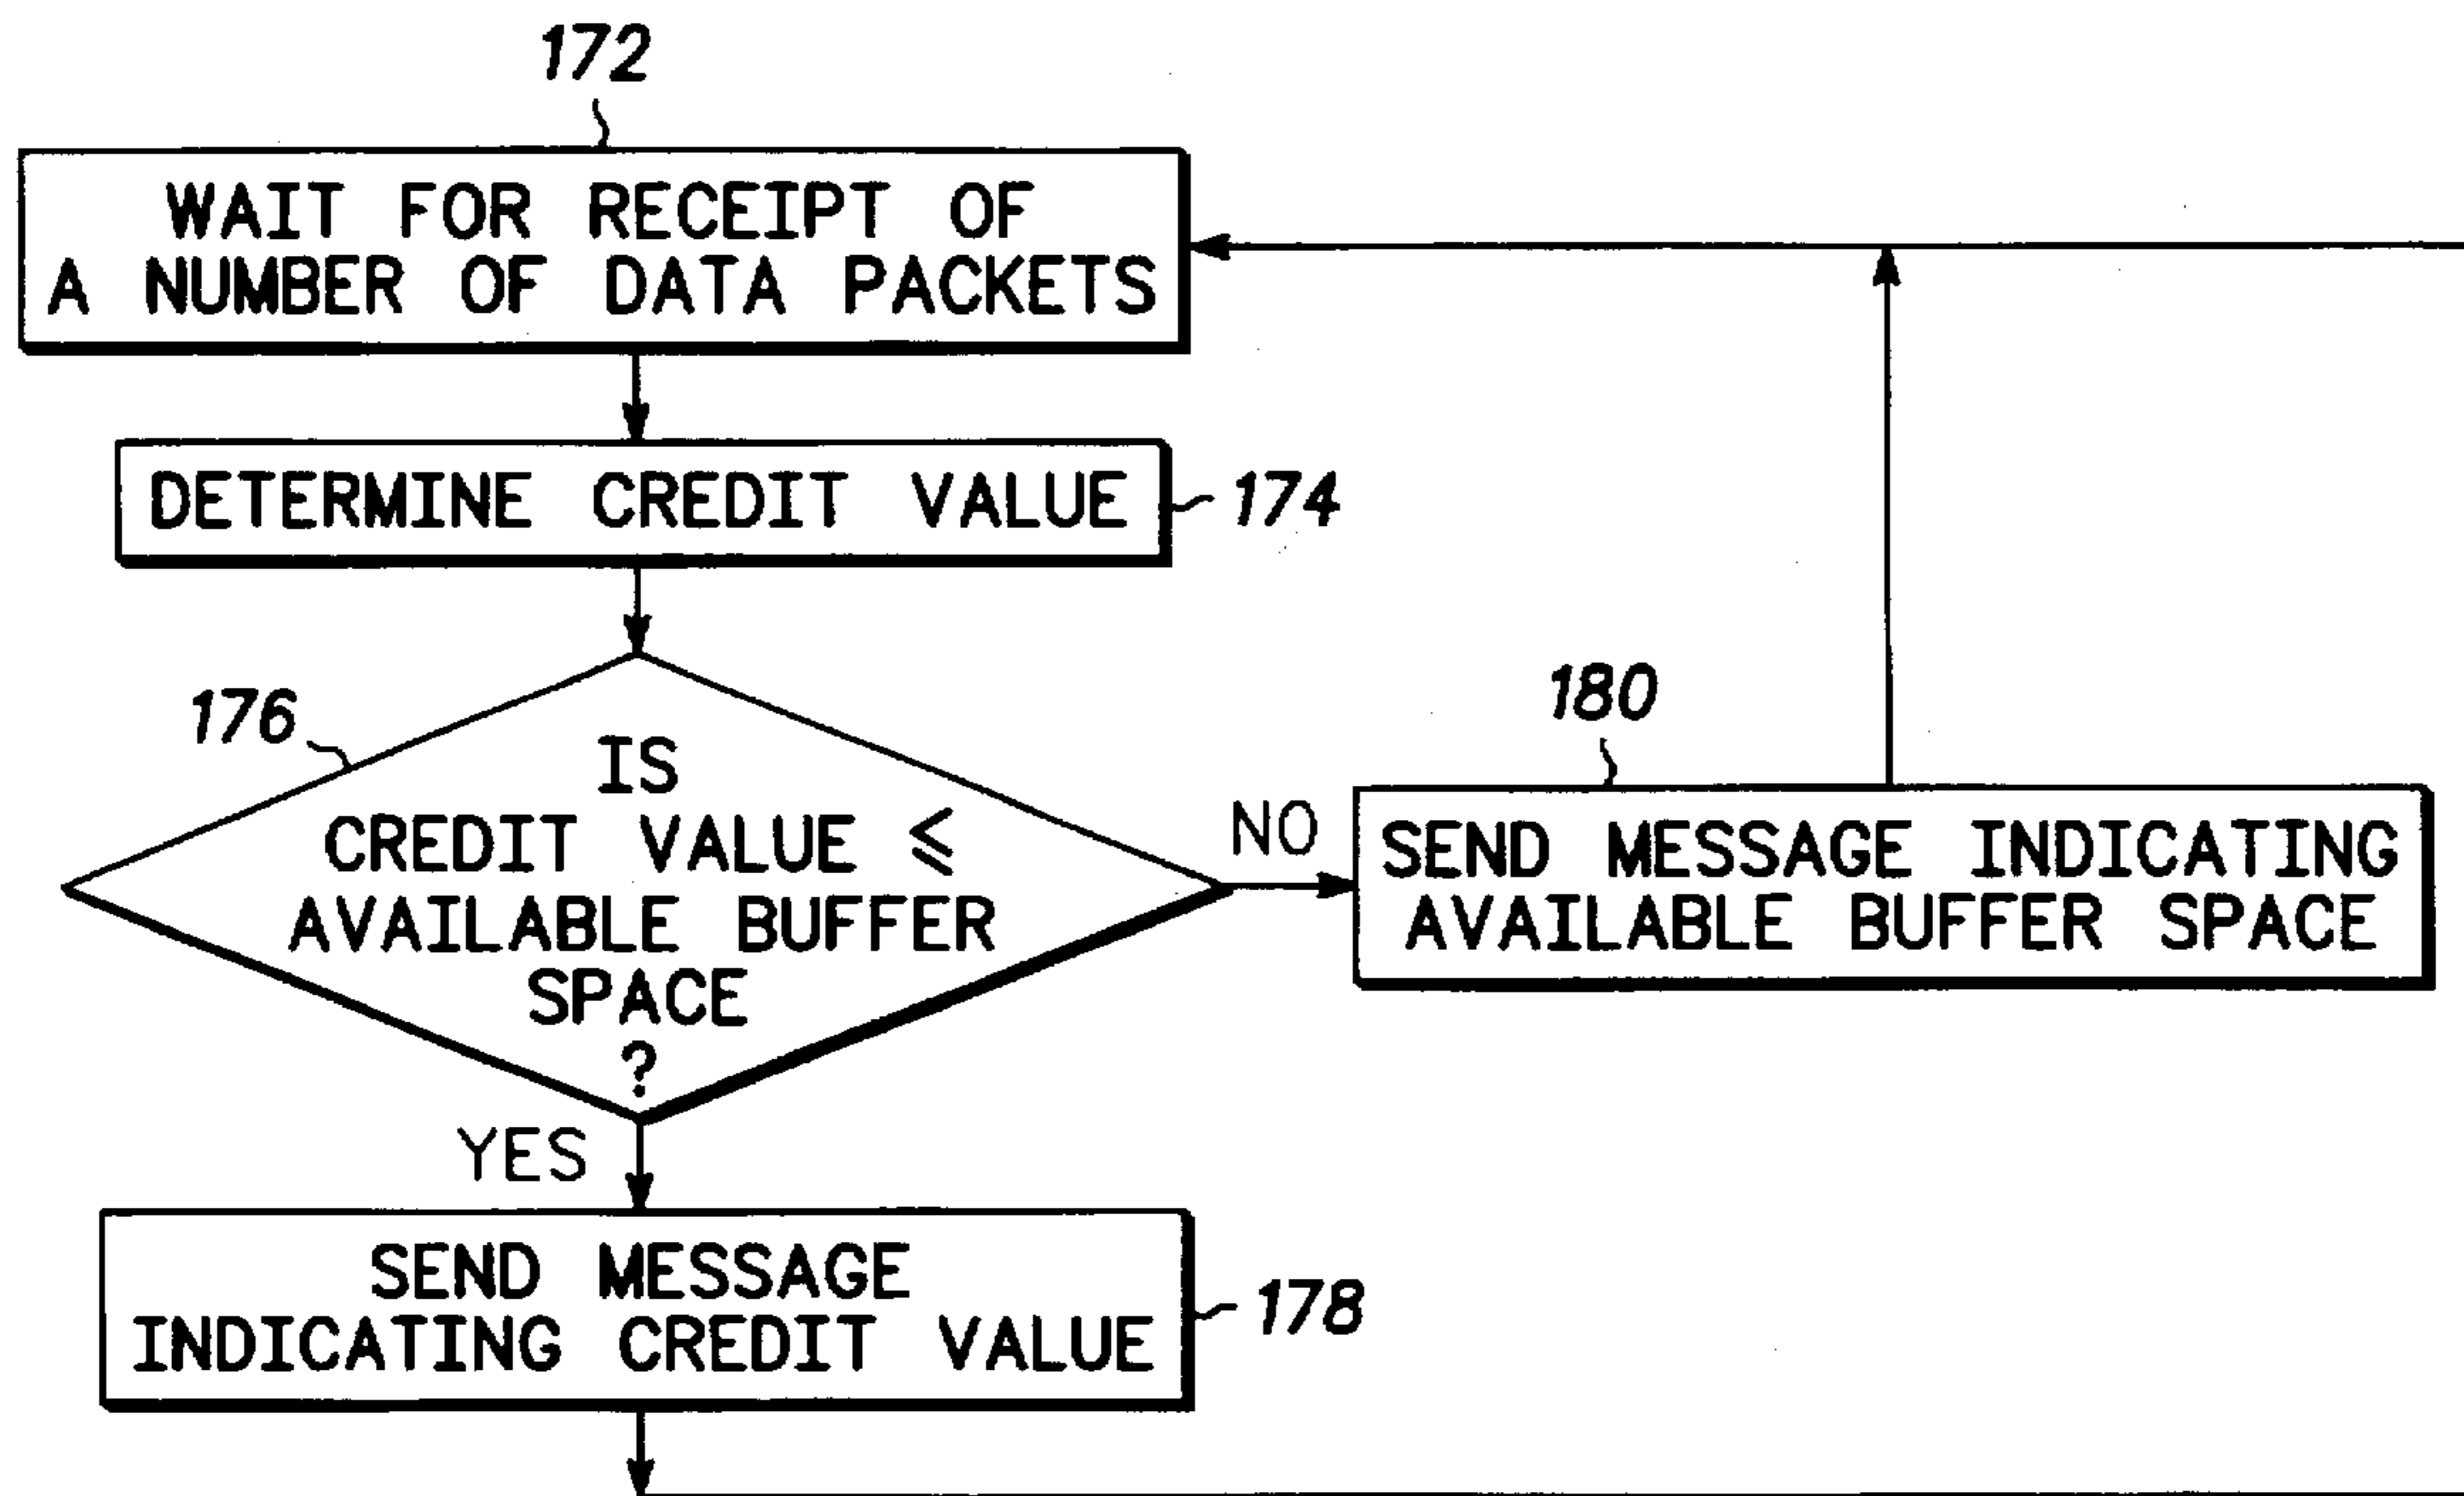 172
WAIT FOR RECEIPT OF
A NUMBER OF DATA PACKETS
DETERMINE CREDIT VALUE
174
176
IS
CREDIT VALUE ≤
AVAILABLE BUFFER
SPACE
?
NO
180
SEND MESSAGE INDICATING
AVAILABLE BUFFER SPACE
YES
SEND MESSAGE
INDICATING CREDIT VALUE
178